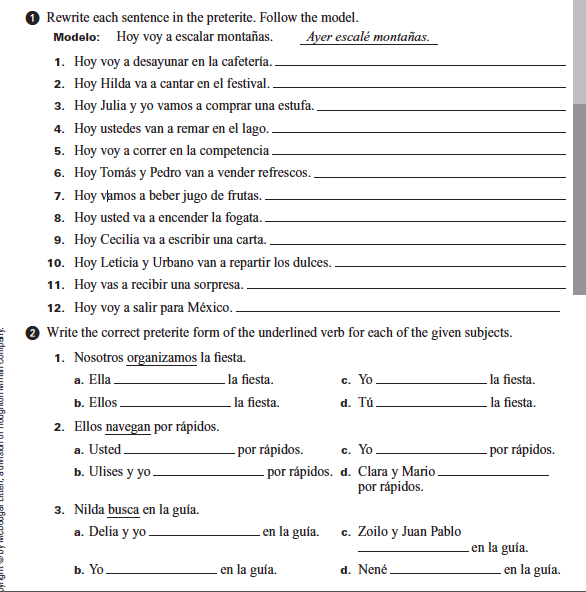 1 Rewrite each sentence in the preterite. Follow the model.
Modelo: Hoy voy a escalar montañas. Ayer escalé montañas.
1. Hoy voy a desayunar en la cafetería.
2. Hoy Hilda va a cantar en el festival.
3. Hoy Julia y yo vamos a comprar una estufa.
4. Hoy ustedes van a remar en el lago.
5. Hoy voy a correr en la competencia
6. Hoy Tomás y Pedro van a vender refrescos.
7. Hoy vamos a beber jugo de frutas.
8. Hoy usted va a encender la fogata.
9. Hoy Cecilia va a escribir una carta.
10. Hoy Leticia y Urbano van a repartir los dulces.
11. Hoy vas a recibir una sorpresa.
12. Hoy voy a salir para México.
2 Write the correct preterite form of the underlined verb for each of the given subjects.
1. Nosotros organizamos la fiesta.
a. Ella la fiesta. c. Yo la fiesta.
b. Ellos la fiesta. d. Tú la fiesta.
2. Ellos navegan por rápidos.
a. Usted por rápidos. c. Yo por rápidos.
b. Ulises y yo por rápidos. d. Clara y Mario
por rápidos.
3. Nilda busca en la guía.
a. Delia y yo en la guía. c. Zoilo y Juan Pablo
en la guía.
b. Yo en la guía. d. Nené en la guía.